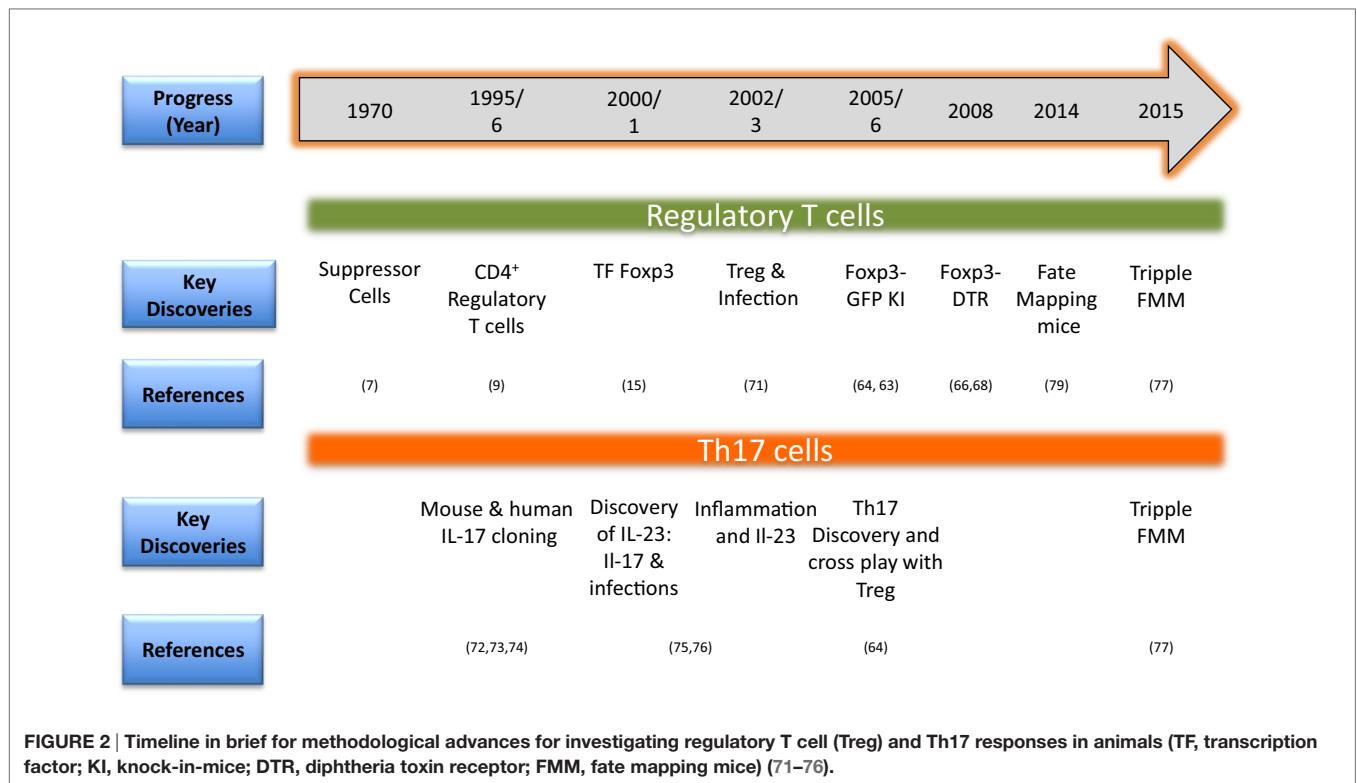 Progress
(Year)
1970
1995/
6
2000/
1
2002/
3
2005/
6
2008
2014
2015
Regulatory T cells
Key
Discoveries
Suppressor
Cells
CD4⁺
Regulatory
T cells
TF Foxp3
Treg &
Infection
Foxp3-
GFP KI
Foxp3-
DTR
Fate
Mapping
mice
Tripple
FMM
References
(7)
(9)
(15)
(71)
(64, 63)
(66,68)
(79)
(77)
Th17 cells
Key
Discoveries
Mouse & human
IL-17 cloning
Discovery
of IL-23:
Il-17 &
infections
Inflammation
and Il-23
Th17
Discovery and
cross play with
Treg
Tripple
FMM
References
(72,73,74)
(75,76)
(64)
(77)
FIGURE 2 | Timeline in brief for methodological advances for investigating regulatory T cell (Treg) and Th17 responses in animals (TF, transcription
factor; KI, knock-in-mice; DTR, diphtheria toxin receptor; FMM, fate mapping mice) (71–76).